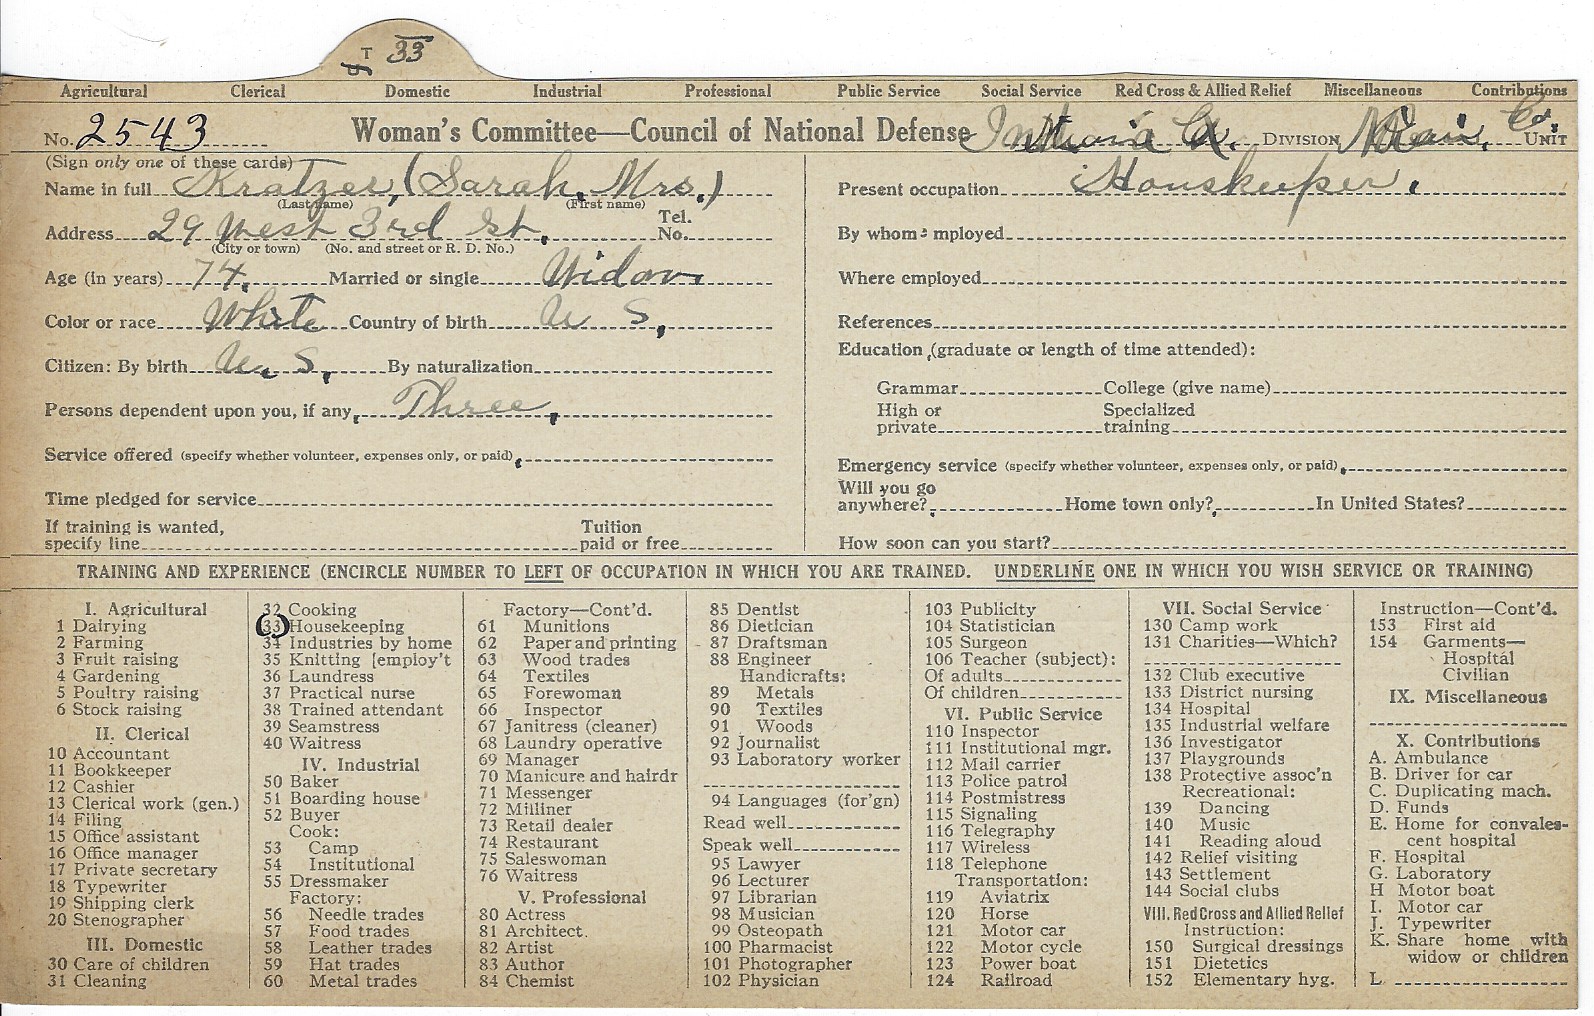 T 33
Agricultural Clerical Domestic Industrial Professional Public Service Social Service Red Cross & Allied Relief Miscellaneous Contributions
No. 2543 Woman's Committee—Council of National Defense DIVISION Co. UNIT
(Sign only one of these cards)
Name in full Kratzer, (Sarah, Mrs.)
(Last name) (First name)
Address 29 West 3rd St. Tel. No.
(City or town) (No. and street or R. D. No.)
Age (in years) 74. Married or single Widow
Color or race White Country of birth U S.
Citizen: By birth U. S. By naturalization
Persons dependent upon you, if any, Three,
Service offered (specify whether volunteer, expenses only, or paid)
Time pledged for service
If training is wanted, specify line Tuition paid or free
Present occupation Houskeeper.
By whom employed
Where employed
References
Education (graduate or length of time attended):
Grammar College (give name)
High or private Specialized training
Emergency service (specify whether volunteer, expenses only, or paid)
Will you go anywhere? Home town only? In United States?
How soon can you start?
TRAINING AND EXPERIENCE (ENCIRCLE NUMBER TO LEFT OF OCCUPATION IN WHICH YOU ARE TRAINED. UNDERLINE ONE IN WHICH YOU WISH SERVICE OR TRAINING)
I. Agricultural
1 Dairying
2 Farming
3 Fruit raising
4 Gardening
5 Poultry raising
6 Stock raising
II. Clerical
10 Accountant
11 Bookkeeper
12 Cashier
13 Clerical work (gen.)
14 Filing
15 Office assistant
16 Office manager
17 Private secretary
18 Typewriter
19 Shipping clerk
20 Stenographer
III. Domestic
30 Care of children
31 Cleaning
32 Cooking
33 Housekeeping
34 Industries by home
35 Knitting [employ't
36 Laundress
37 Practical nurse
38 Trained attendant
39 Seamstress
40 Waitress
IV. Industrial
50 Baker
51 Boarding house
52 Buyer
Cook:
53 Camp
54 Institutional
55 Dressmaker
Factory:
56 Needle trades
57 Food trades
58 Leather trades
59 Hat trades
60 Metal trades
Factory—Cont'd.
61 Munitions
62 Paper and printing
63 Wood trades
64 Textiles
65 Forewoman
66 Inspector
67 Janitress (cleaner)
68 Laundry operative
69 Manager
70 Manicure and hairdr
71 Messenger
72 Milliner
73 Retail dealer
74 Restaurant
75 Saleswoman
76 Waitress
V. Professional
80 Actress
81 Architect.
82 Artist
83 Author
84 Chemist
85 Dentist
86 Dietician
87 Draftsman
88 Engineer
Handicrafts:
89 Metals
90 Textiles
91 Woods
92 Journalist
93 Laboratory worker
94 Languages (for'gn)
Read well
Speak well
95 Lawyer
96 Lecturer
97 Librarian
98 Musician
99 Osteopath
100 Pharmacist
101 Photographer
102 Physician
103 Publicity
104 Statistician
105 Surgeon
106 Teacher (subject):
Of adults
Of children
VI. Public Service
110 Inspector
111 Institutional mgr.
112 Mail carrier
113 Police patrol
114 Postmistress
115 Signaling
116 Telegraphy
117 Wireless
118 Telephone
Transportation:
119 Aviatrix
120 Horse
121 Motor car
122 Motor cycle
123 Power boat
124 Railroad
VII. Social Service
130 Camp work
131 Charities—Which?
132 Club executive
133 District nursing
134 Hospital
135 Industrial welfare
136 Investigator
137 Playgrounds
138 Protective assoc'n
Recreational:
139 Dancing
140 Music
141 Reading aloud
142 Relief visiting
143 Settlement
144 Social clubs
VIII. Red Cross and Allied Relief
Instruction:
150 Surgical dressings
151 Dietetics
152 Elementary hyg.
Instruction—Cont'd.
153 First aid
154 Garments—
Hospital
Civilian
IX. Miscellaneous
X. Contributions
A. Ambulance
B. Driver for car
C. Duplicating mach.
D. Funds
E. Home for convales-
cent hospital
F. Hospital
G. Laboratory
H Motor boat
I. Motor car
J. Typewriter
K. Share home with
widow or children
L